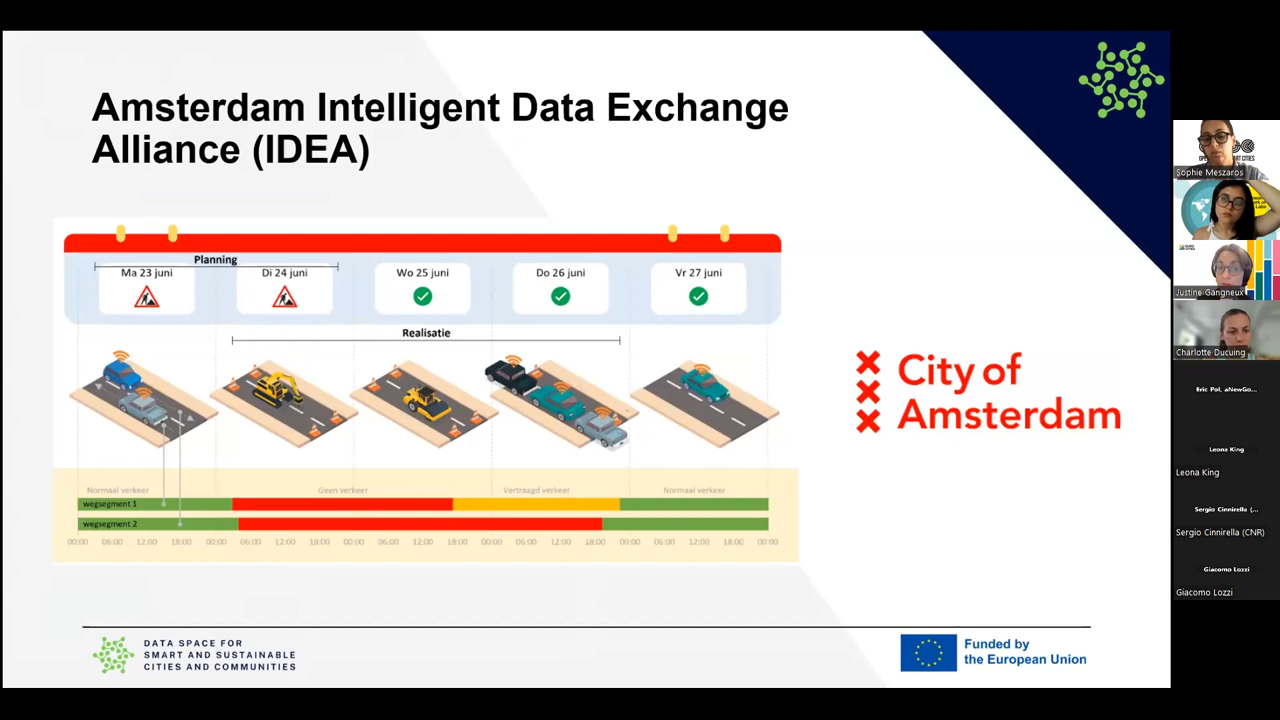 Amsterdam Intelligent Data Exchange
Alliance (IDEA)
Planning
Ma 23 juni
Di 24 juni
Wo 25 juni
Do 26 juni
Vr 27 juni
Realisatie
City of
Amsterdam
Normaal verkeer
Geen verkeer
Vertraagd verkeer
Normaal verkeer
wegsegment 1
wegsegment 2
00:00 06:00 12:00 18:00 00:00 06:00 12:00 18:00 00:00 06:00 12:00 18:00 00:00 06:00 12:00 18:00 00:00 06:00 12:00 18:00 00:00
DATA SPACE FOR
SMART AND SUSTAINABLE
CITIES AND COMMUNITIES
Funded by
the European Union
Sophie Meszaros
Justine Gangneux
Charlotte Ducuing
Eric Pol, aNewGo...
Leona King
Leona King
Sergio Cinnirella (...
Sergio Cinnirella (CNR)
Giacomo Lozzi
Giacomo Lozzi